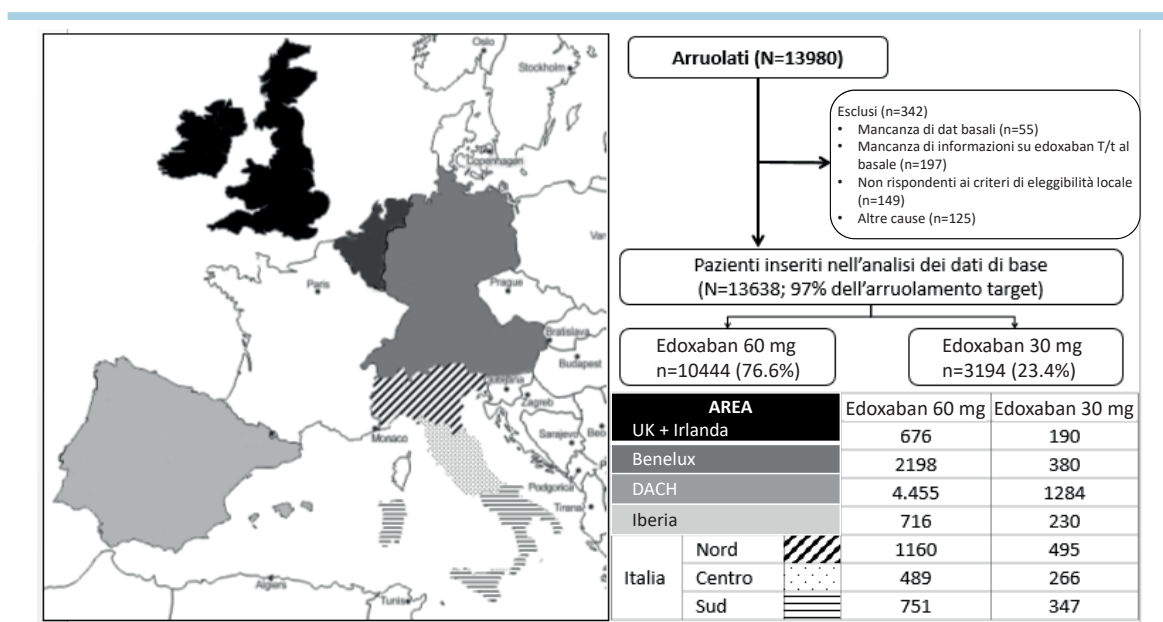 Oslo
Stockholm
Copenhagen
Paris
Prague
Bratislava
Budapest
Zagreb
Monaco
Sarajevo
Podgorica
Tirana
Algiers
Tunis
Arruolati (N=13980)
Esclusi (n=342)
• Mancanza di dat basali (n=55)
• Mancanza di informazioni su edoxaban T/t al
basale (n=197)
• Non rispondenti ai criteri di eleggibilità locale
(n=149)
• Altre cause (n=125)
Pazienti inseriti nell’analisi dei dati di base
(N=13638; 97% dell’arruolamento target)
Edoxaban 60 mg
n=10444 (76.6%)
Edoxaban 30 mg
n=3194 (23.4%)
AREA Edoxaban 60 mg Edoxaban 30 mg
UK + Irlanda 676 190
Benelux 2198 380
DACH 4.455 1284
Iberia 716 230
Italia
Nord 1160 495
Centro 489 266
Sud 751 347